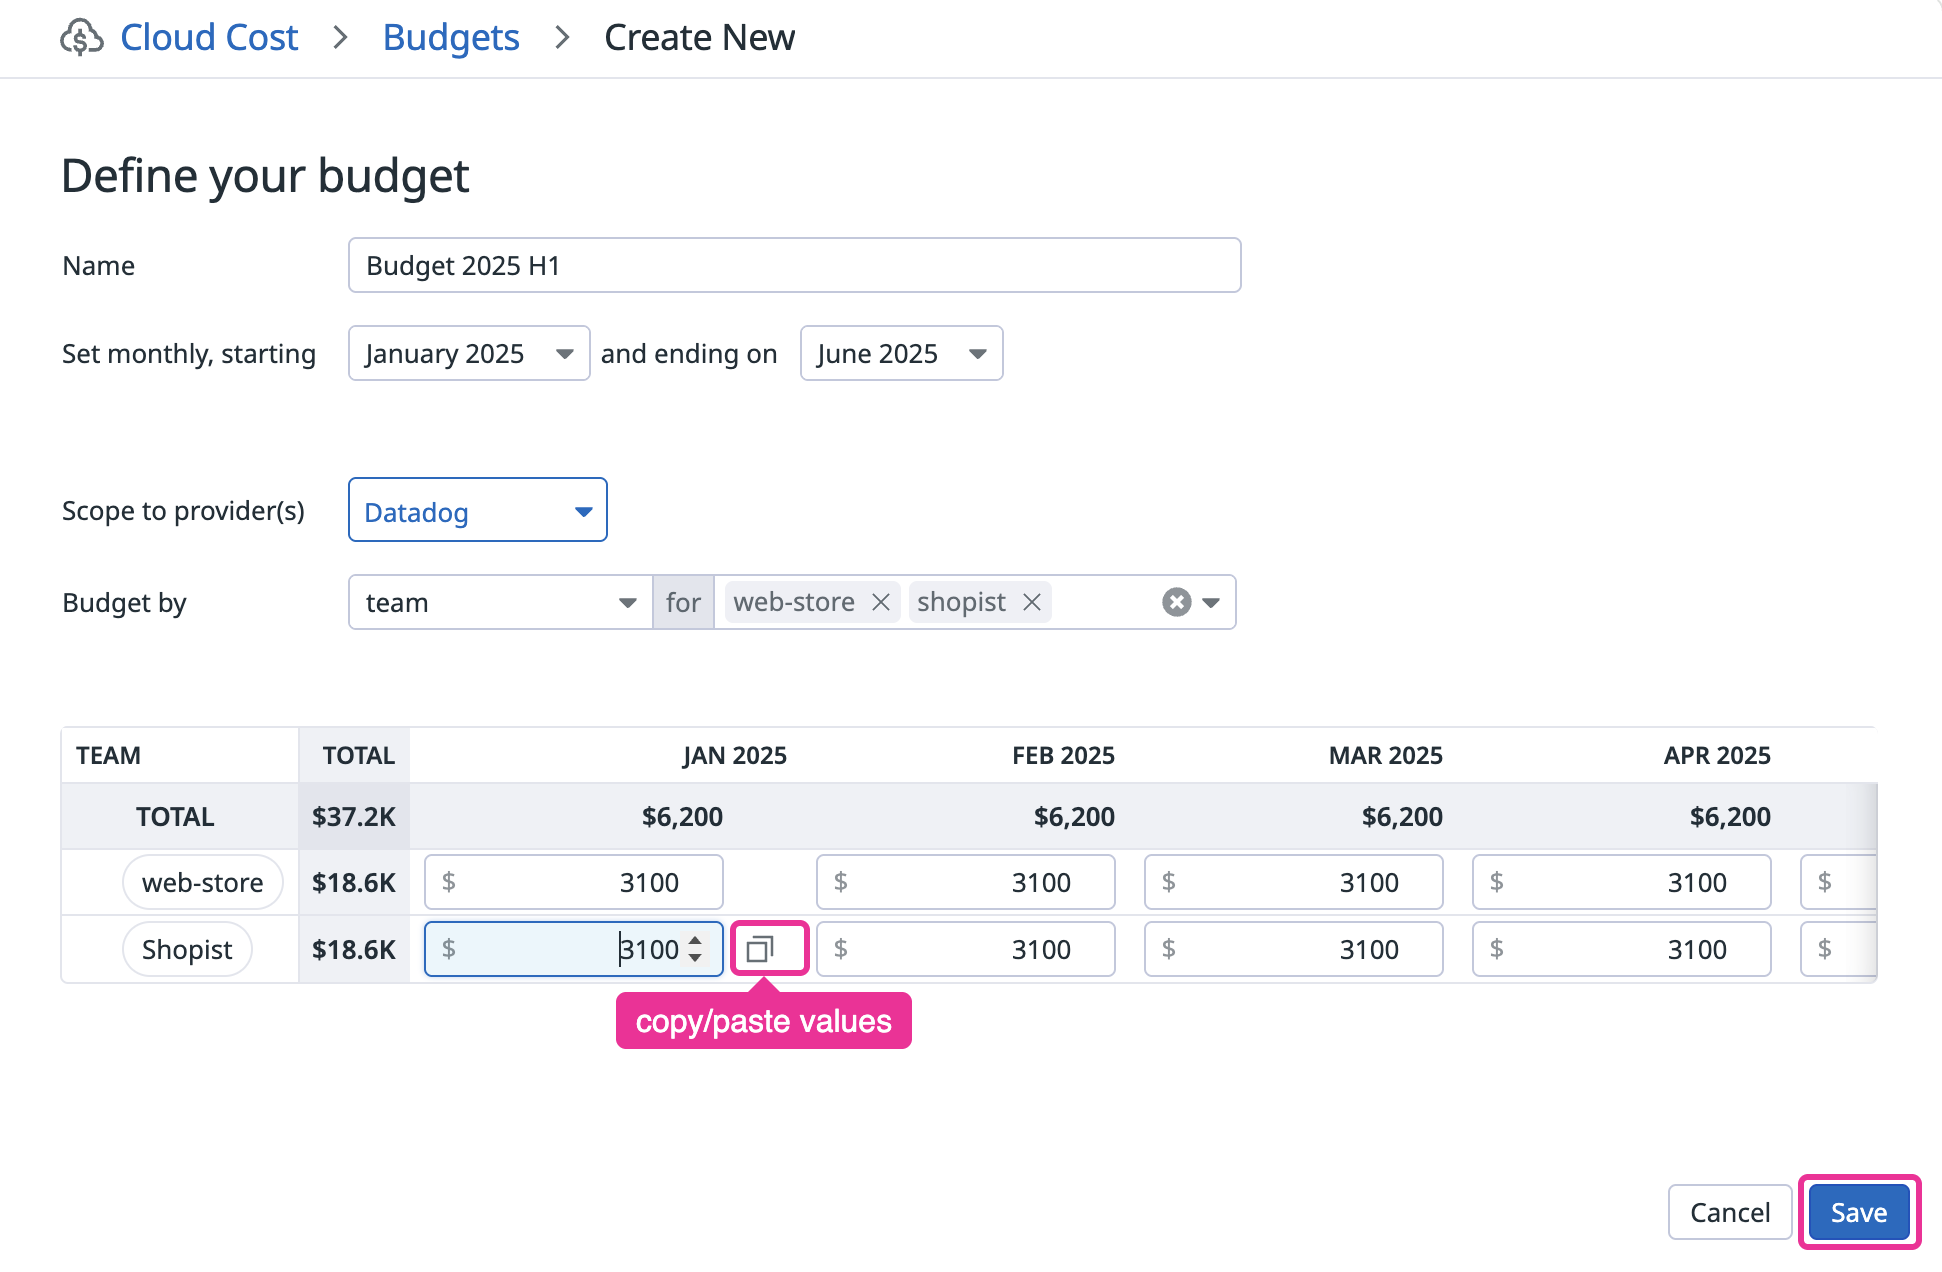 Cloud Cost > Budgets > Create New
Define your budget
Name Budget 2025 H1
Set monthly, starting January 2025 and ending on June 2025
Scope to provider(s) Datadog
Budget by team for web-store shopist
TEAM TOTAL JAN 2025 FEB 2025 MAR 2025 APR 2025
TOTAL $37.2K $6,200 $6,200 $6,200 $6,200
web-store $18.6K $ 3100 $ 3100 $ 3100 $ 3100 $
Shopist $18.6K $ 3100 $ 3100 $ 3100 $ 3100 $
copy/paste values
Cancel Save